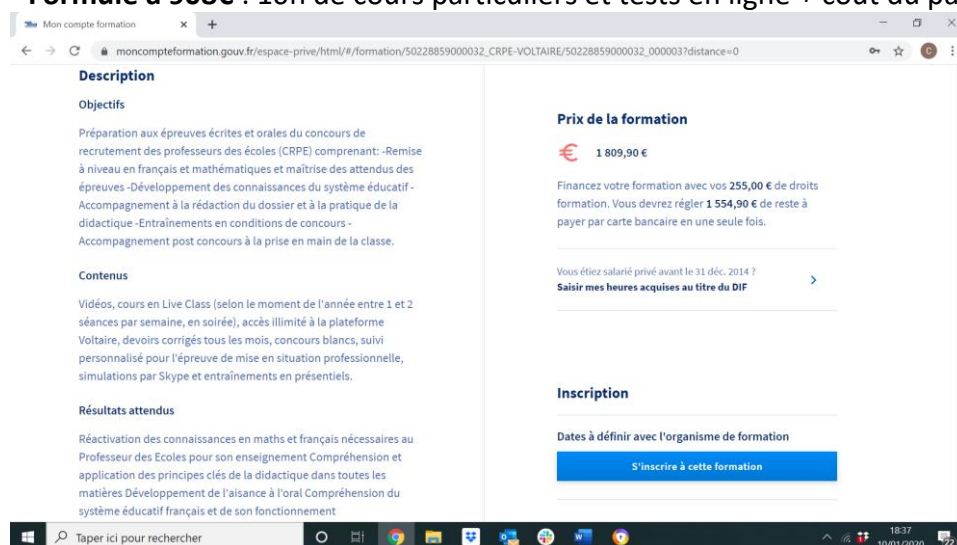 Formule à 908€ : 10h de cours particuliers et tests en ligne + coût du pa
Mon compte formation
moncompteformation.gouv.fr/espace-prive/html/#/formation/50228859000032_CRPE-VOLTAIRE/50228859000032_000003?distance=0
C
Description
Objectifs
Préparation aux épreuves écrites et orales du concours de
recrutement des professeurs des écoles (CRPE) comprenant: -Remise
à niveau en français et mathématiques et maîtrise des attendus des
épreuves -Développement des connaissances du système éducatif -
Accompagnement à la rédaction du dossier et à la pratique de la
didactique -Entraînements en conditions de concours -
Accompagnement post concours à la prise en main de la classe.
Contenus
Vidéos, cours en Live Class (selon le moment de l'année entre 1 et 2
séances par semaine, en soirée), accès illimité à la plateforme
Voltaire, devoirs corrigés tous les mois, concours blancs, suivi
personnalisé pour l'épreuve de mise en situation professionnelle,
simulations par Skype et entraînements en présentiels.
Résultats attendus
Réactivation des connaissances en maths et français nécessaires au
Professeur des Ecoles pour son enseignement Compréhension et
application des principes clés de la didactique dans toutes les
matières Développement de l'aisance à l'oral Compréhension du
système éducatif français et de son fonctionnement
Prix de la formation
€ 1 809,90 €
Financez votre formation avec vos 255,00 € de droits
formation. Vous devrez régler 1 554,90 € de reste à
payer par carte bancaire en une seule fois.
Vous étiez salarié privé avant le 31 déc. 2014 ?
Saisir mes heures acquises au titre du DIF
Inscription
Dates à définir avec l'organisme de formation
S'inscrire à cette formation
Taper ici pour rechercher
18:37
10/01/2020
22